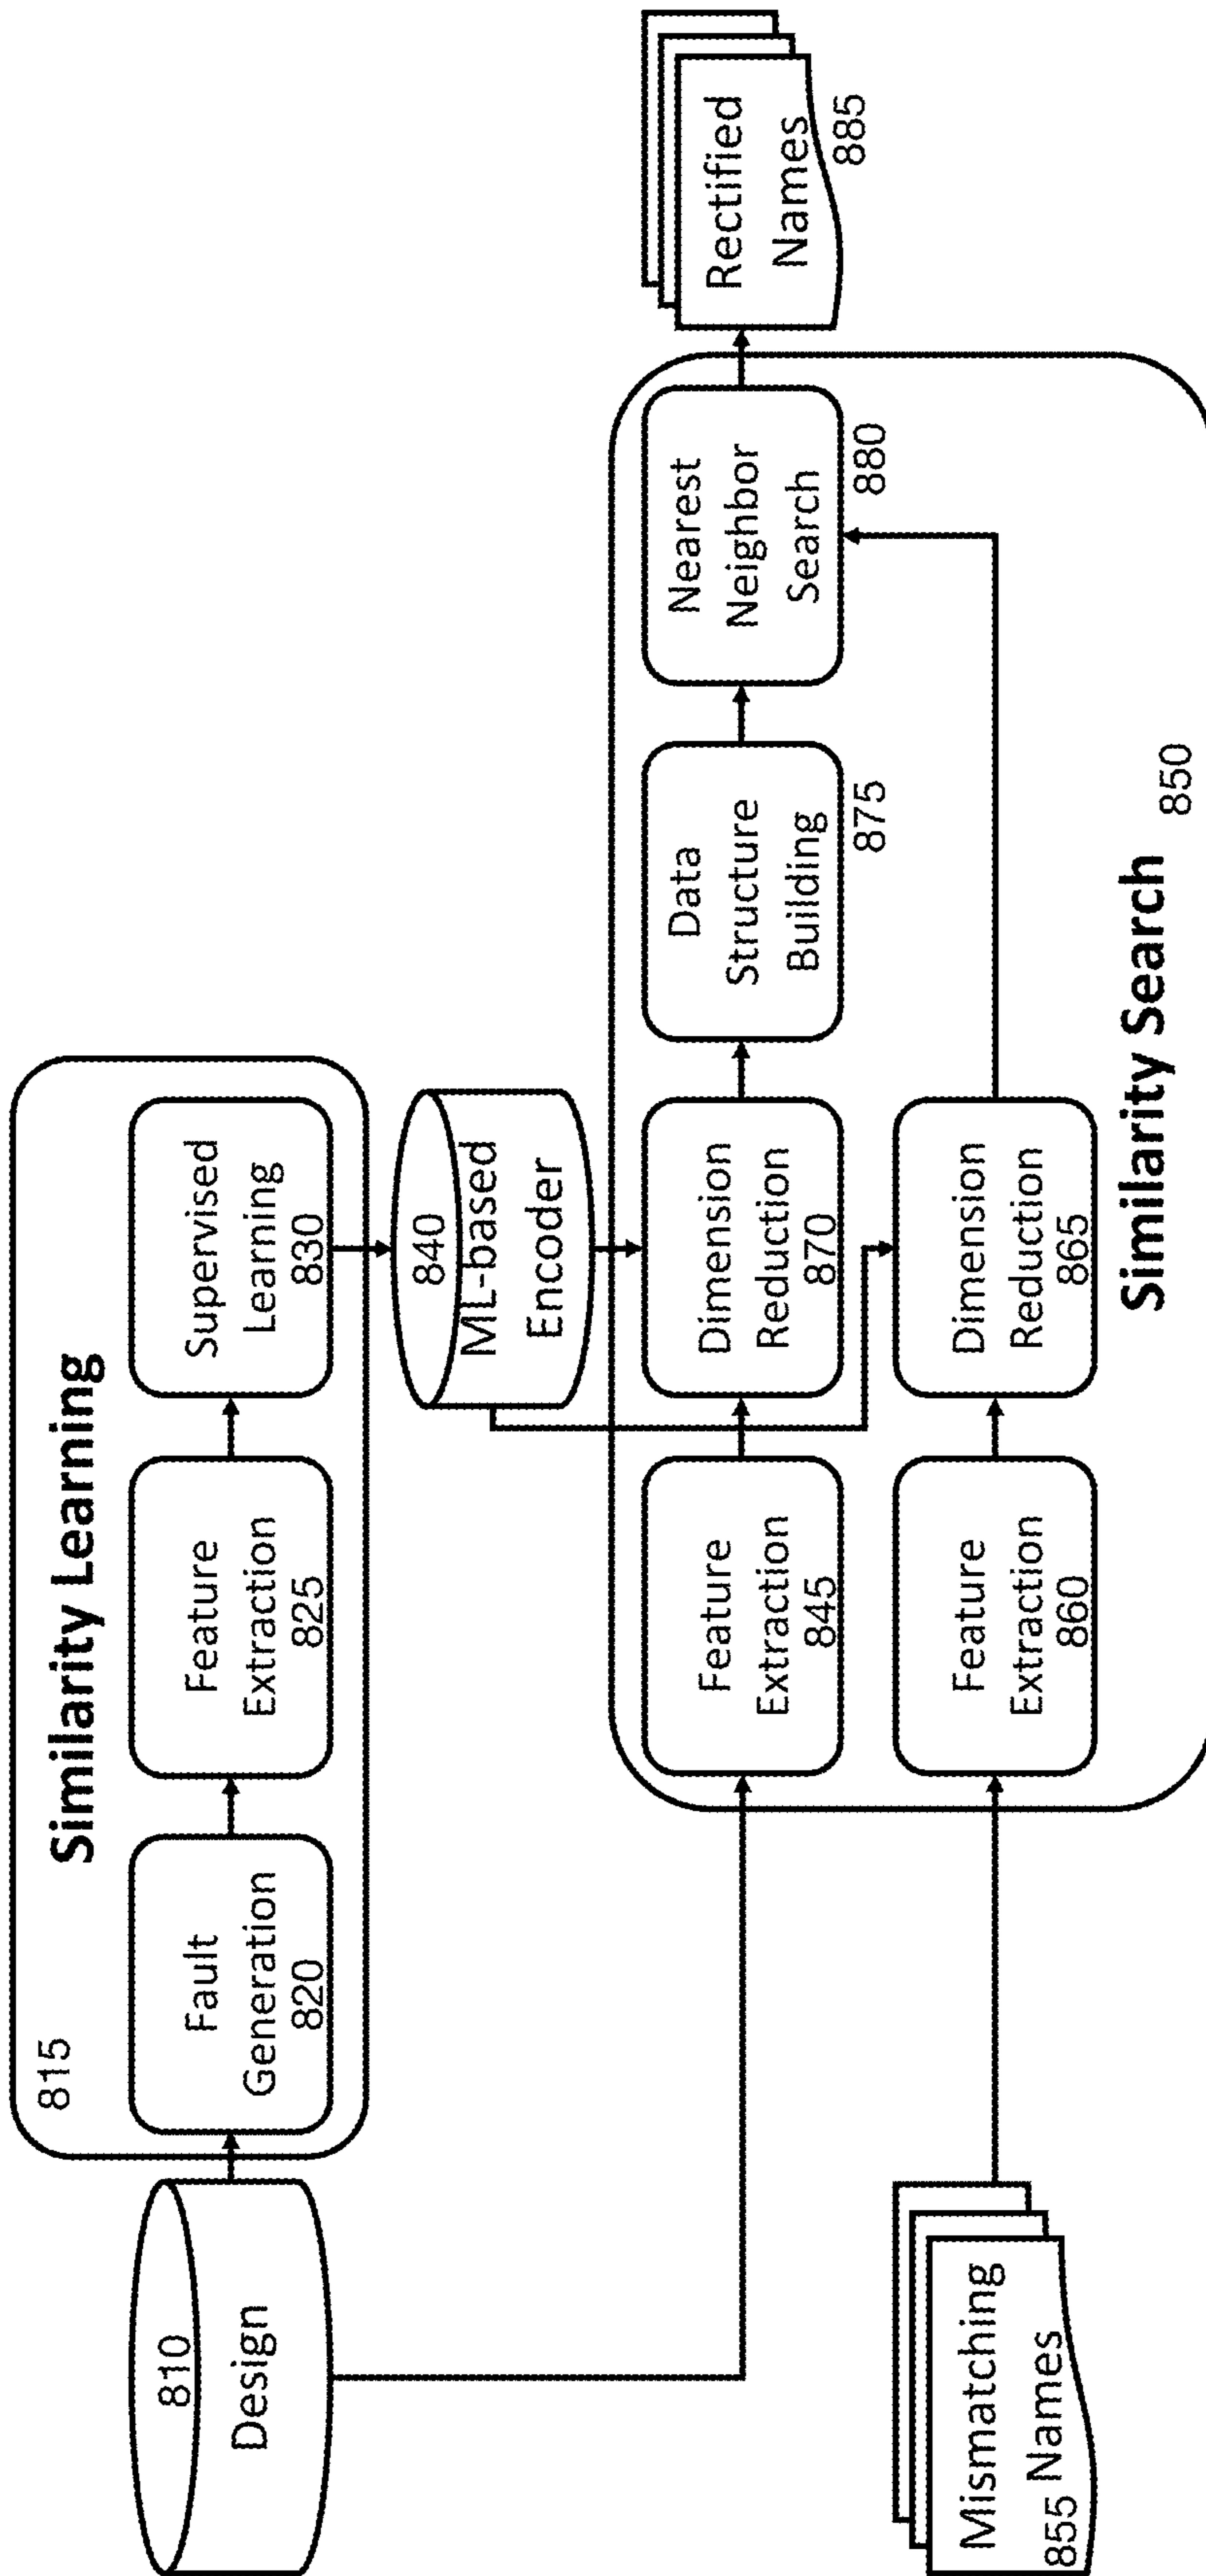 815
Similarity Learning
810
Design
Fault
Generation
820
Feature
Extraction
825
Supervised
Learning
830
840
ML-based
Encoder
Feature
Extraction
845
Dimension
Reduction
870
Data
Structure
Building
875
Nearest
Neighbor
Search
880
Rectified
Names
885
Mismatching
855 Names
Feature
Extraction
860
Dimension
Reduction
865
Similarity Search
850